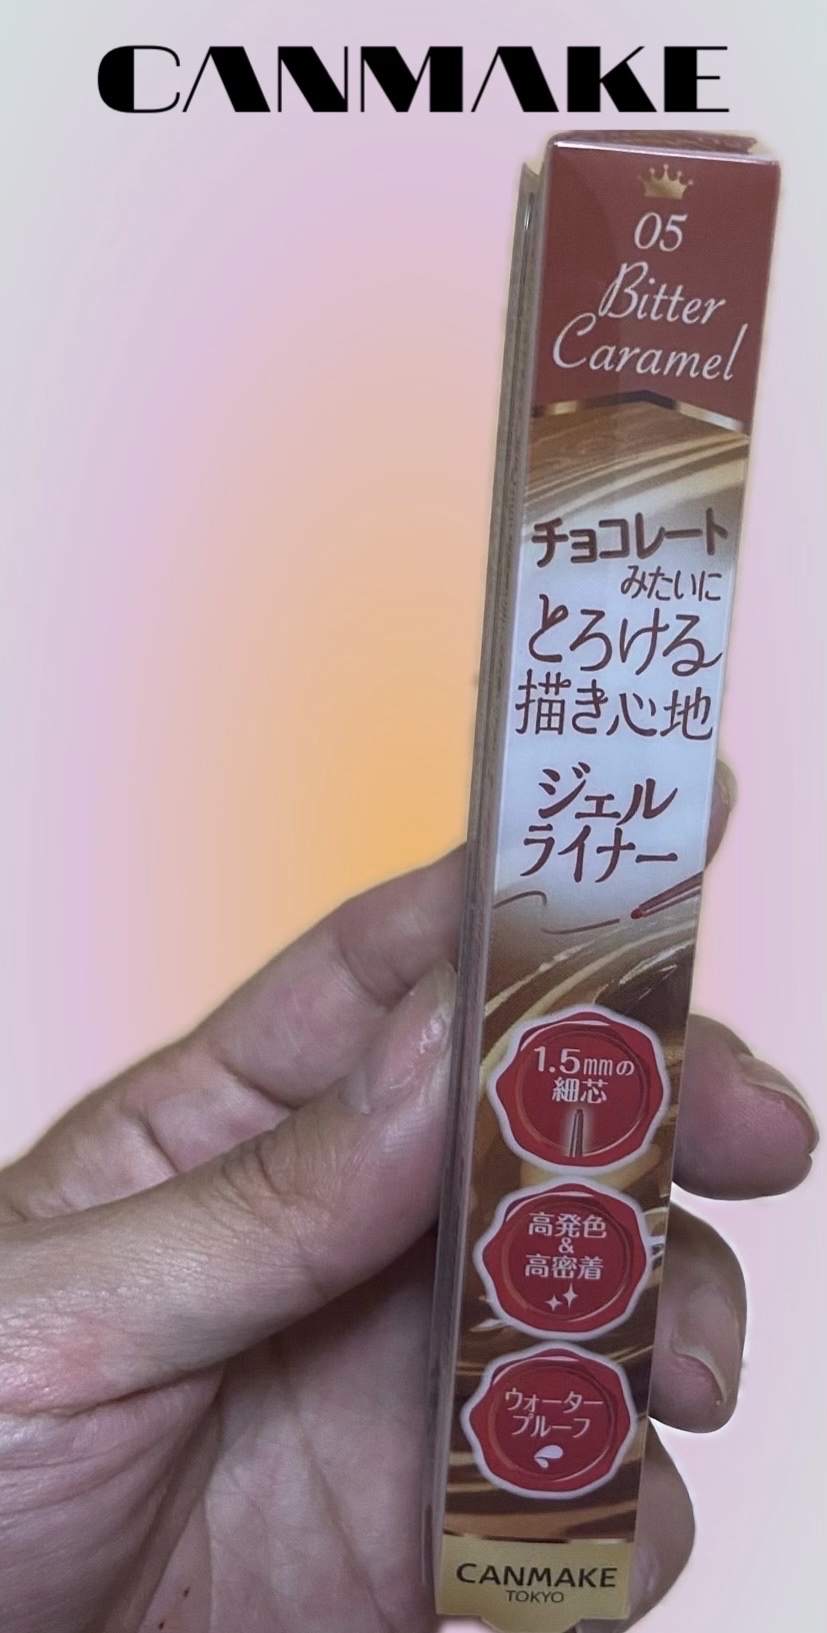 CANMAKE
05
Bitter
Caramel
チョコレート
みたいに
とろける
描き心地
ジェル
ライナー
1.5mmの
細芯
高発色
&
高密着
ウォーター
プルーフ
CANMAKE
TOKYO